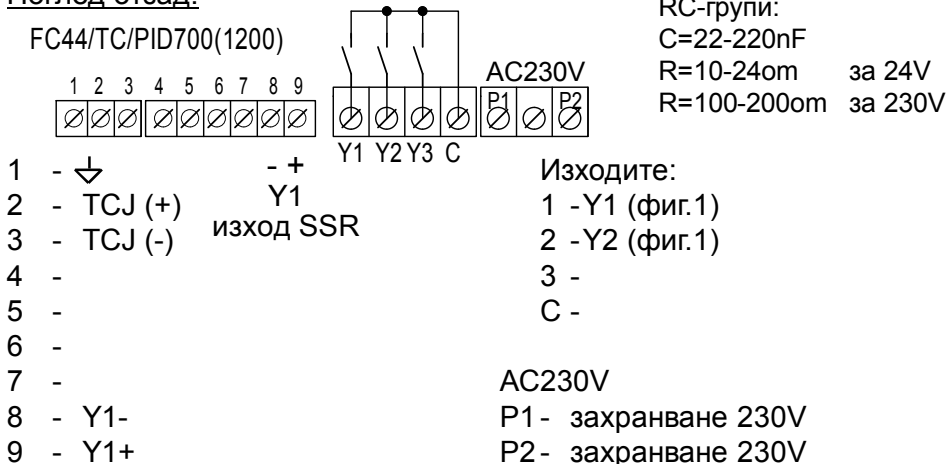 Поглед отзад:
FC44/TC/PID700(1200)
1 2 3 4 5 6 7 8 9
- +
Y1
изход SSR
Y1 Y2 Y3 C
AC230V
P1 P2
RC-групи:
C=22-220nF
R=10-24om за 24V
R=100-200om за 230V
1 -
2 - TCJ (+)
3 - TCJ (-)
4 -
5 -
6 -
7 -
8 - Y1-
9 - Y1+
Изходите:
1 -Y1 (фиг.1)
2 -Y2 (фиг.1)
3 -
C -
AC230V
P1 - захранване 230V
P2 - захранване 230V